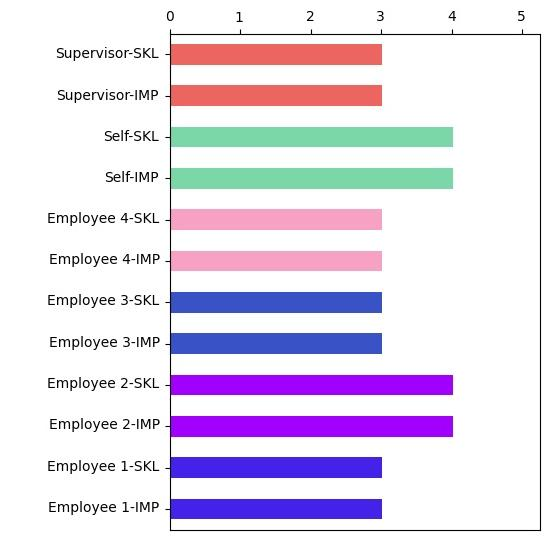 0 1 2 3 4 5
Supervisor-SKL
Supervisor-IMP
Self-SKL
Self-IMP
Employee 4-SKL
Employee 4-IMP
Employee 3-SKL
Employee 3-IMP
Employee 2-SKL
Employee 2-IMP
Employee 1-SKL
Employee 1-IMP